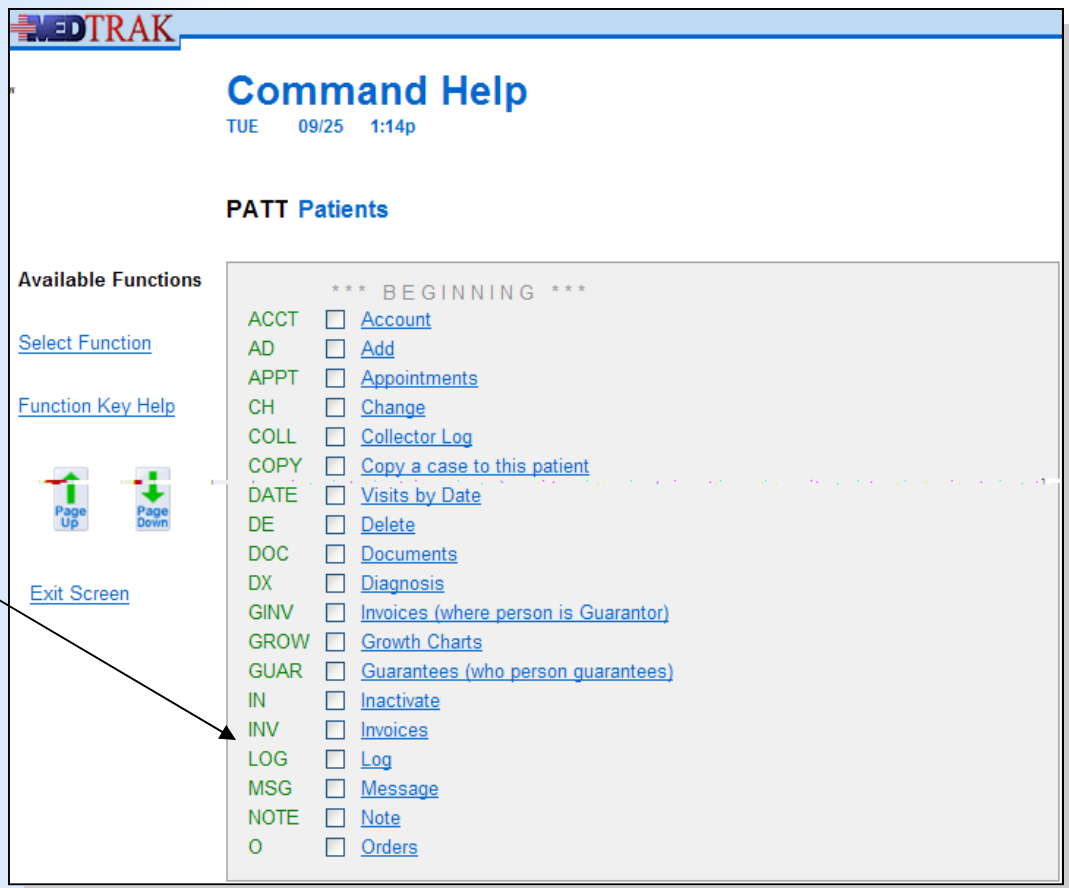 MEDTRAK
Command Help
TUE 09/25 1:14p
PATT Patients
Available Functions
Select Function
Function Key Help
Page Up
Page Down
Exit Screen
*** BEGINNING ***
ACCT Account
AD Add
APPT Appointments
CH Change
COLL Collector Log
COPY Copy a case to this patient
DATE Visits by Date
DE Delete
DOC Documents
DX Diagnosis
GINV Invoices (where person is Guarantor)
GROW Growth Charts
GUAR Guarantees (who person guarantees)
IN Inactivate
INV Invoices
LOG Log
MSG Message
NOTE Note
O Orders